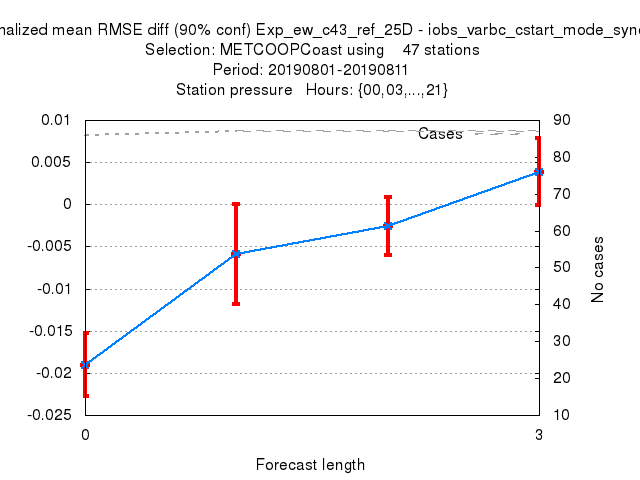 nalized mean RMSE diff (90% conf) Exp_ew_c43_ref_25D - iobs_varbc_cstart_mode_sync
Selection: METCOOPCoast using 47 stations
Period: 20190801-20190811
Station pressure Hours: {00,03,...,21}
Cases
0.01
0.005
0
-0.005
-0.01
-0.015
-0.02
-0.025
90
80
70
60
50
40
30
20
10
No cases
0
3
Forecast length